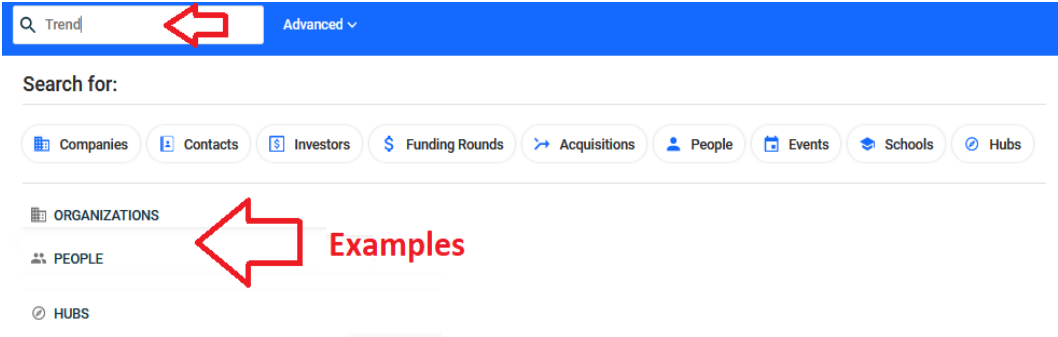 Trend
Advanced
Search for:
Companies Contacts Investors Funding Rounds Acquisitions People Events Schools Hubs
ORGANIZATIONS
Examples
PEOPLE
HUBS